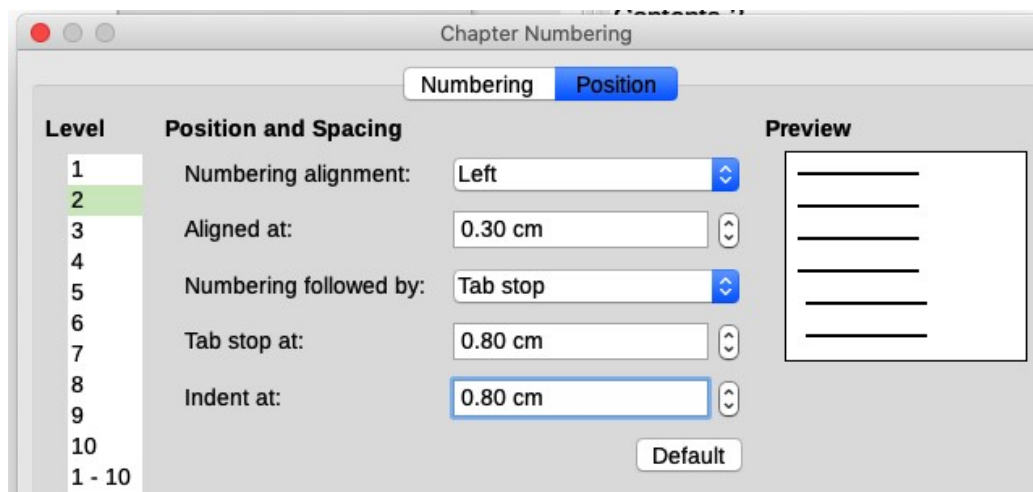 Chapter Numbering
Numbering Position
Level Position and Spacing Preview
1 Numbering alignment: Left
2
3 Aligned at: 0.30 cm
4
5 Numbering followed by: Tab stop
6
7 Tab stop at: 0.80 cm
8
9 Indent at: 0.80 cm
10
1 - 10 Default